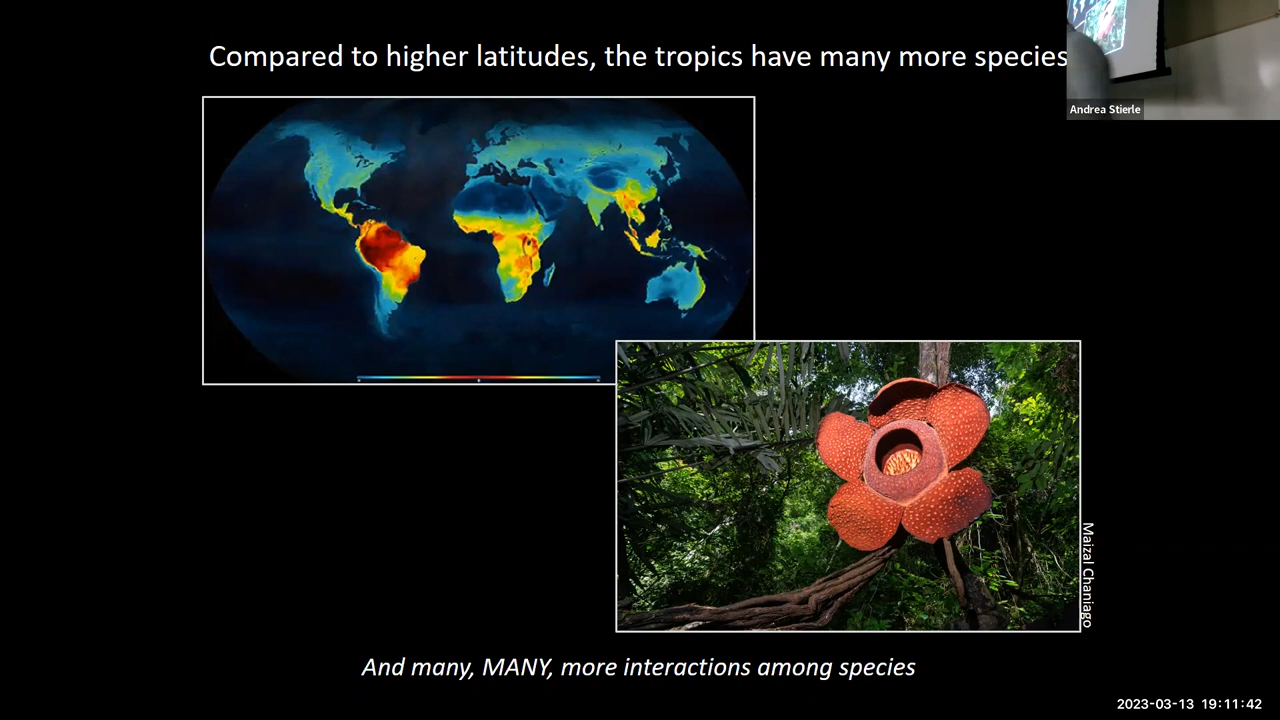 Compared to higher latitudes, the tropics have many more species
Andrea Stierle
Maizal Chaniago
And many, MANY, more interactions among species
2023-03-13 19:11:42